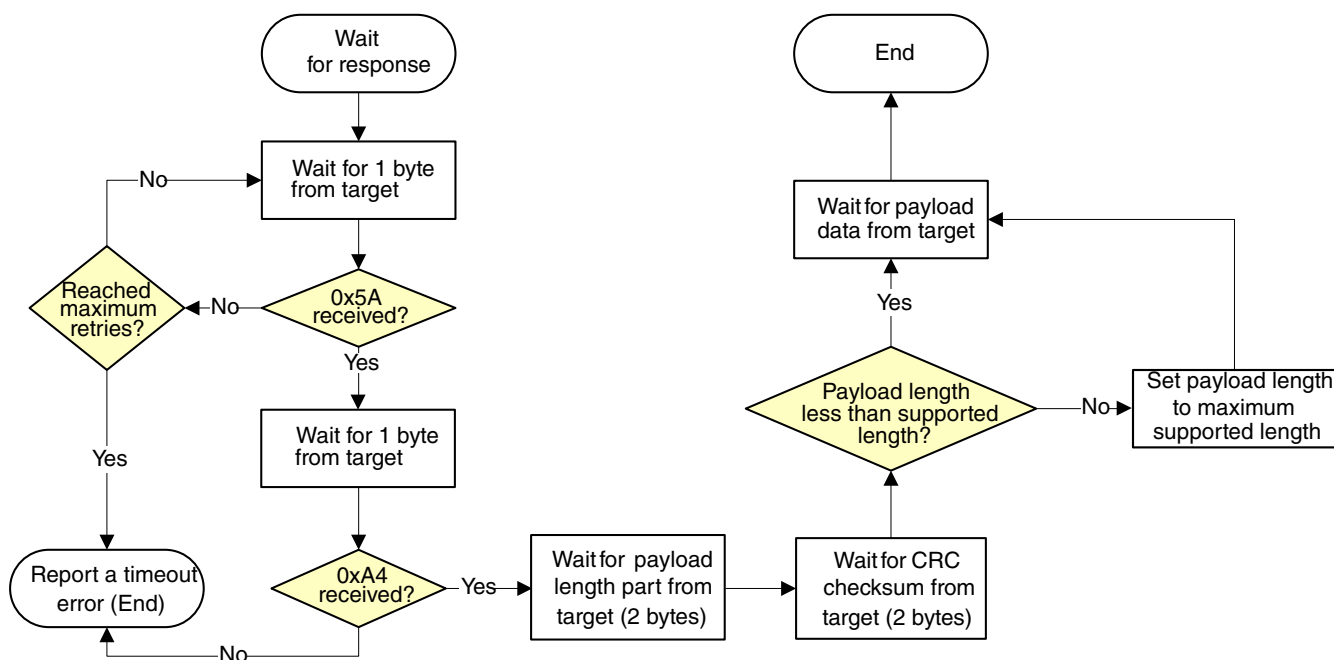 Wait
for response
End
Wait for 1 byte
from target
No
Wait for payload
data from target
Reached
maximum
retries?
No
0x5A
received?
Yes
Yes
Payload length
less than supported
length?
No
Set payload length
to maximum
supported length
Wait for 1 byte
from target
Yes
Report a timeout
error (End)
0xA4
received?
Yes
Wait for payload
length part from
target (2 bytes)
Wait for CRC
checksum from
target (2 bytes)
No